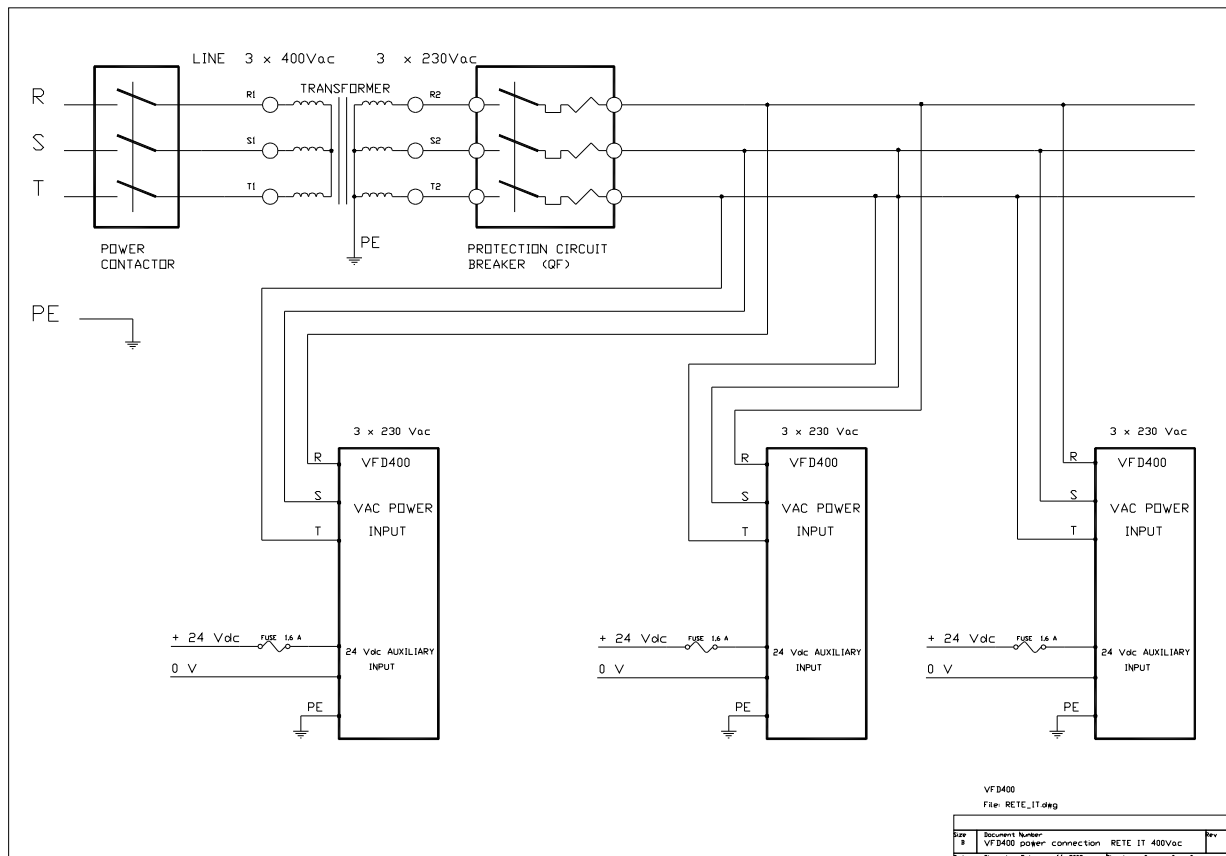 LINE 3 x 400Vac 3 x 230Vac
TRANSFORMER
R
R1
R2
S
S1
S2
T
T1
T2
POWER
CONTACTOR
PE
PROTECTION CIRCUIT
BREAKER (QF)
PE
3 x 230 Vac
R
VFD400
S
VAC POWER
INPUT
T
+ 24 Vdc
FUSE 1,6 A
24 Vdc AUXILIARY
INPUT
0 V
PE
3 x 230 Vac
R
VFD400
S
VAC POWER
INPUT
T
+ 24 Vdc
FUSE 1,6 A
24 Vdc AUXILIARY
INPUT
0 V
PE
3 x 230 Vac
R
VFD400
S
VAC POWER
INPUT
T
+ 24 Vdc
FUSE 1,6 A
24 Vdc AUXILIARY
INPUT
0 V
PE
VFD400
File: RETE_IT.dwg
Size
B
Document Number
VFD400 power connection RETE IT 400Vac
Rev